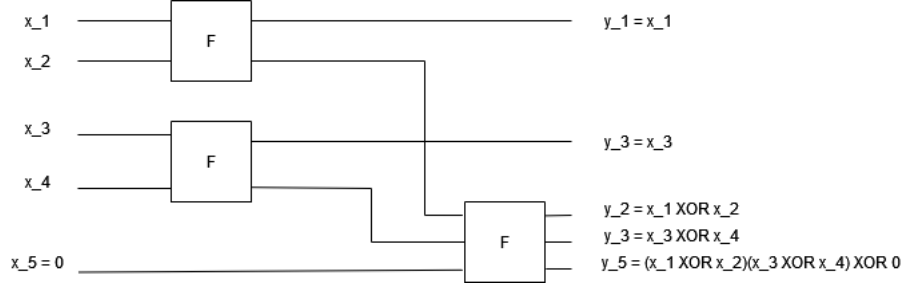 x_1
F
y_1 = x_1
x_2
x_3
F
y_3 = x_3
x_4
y_2 = x_1 XOR x_2
F
y_3 = x_3 XOR x_4
x_5 = 0
y_5 = (x_1 XOR x_2)(x_3 XOR x_4) XOR 0